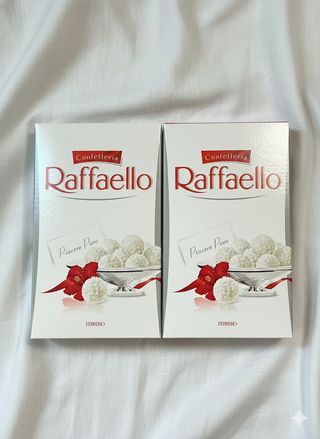 Confetteria
Raffaello
Piacere Puro
FERRERO
Confetteria
Raffaello
Piacere Puro
FERRERO